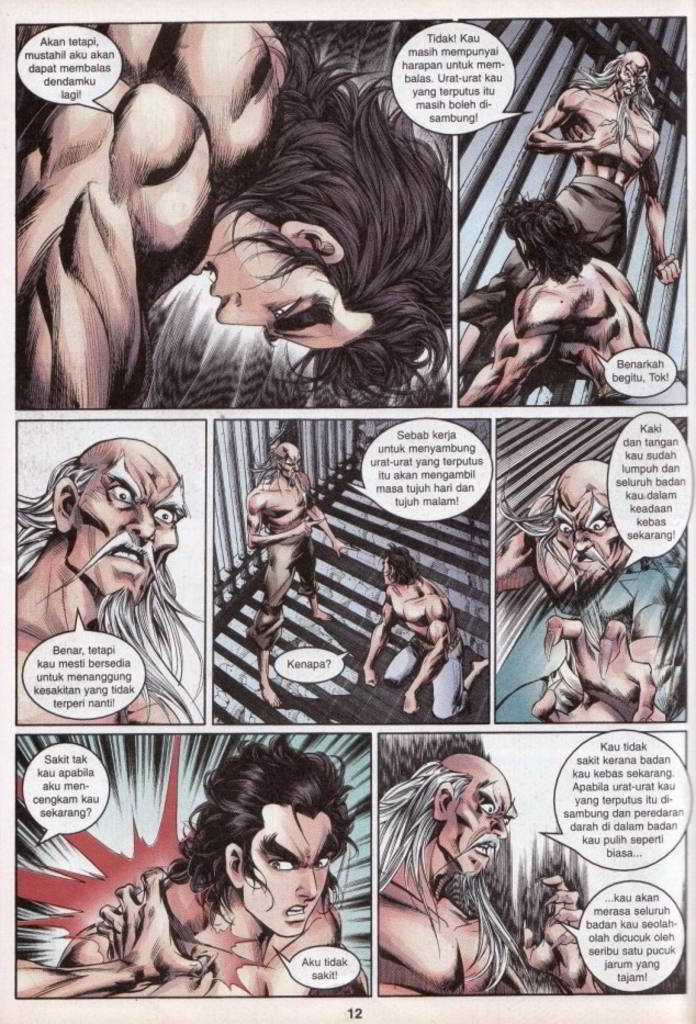 Akan tetapi,
mustahil aku akan
dapat membalas
dendamku
lagi!
Tidak! Kau
masih mempunyai
harapan untuk mem-
balas. Urat-urat kau
yang terputus itu
masih boleh di-
sambung!
Benarkah
begitu, Tok!
Benar, tetapi
kau mesti bersedia
untuk menanggung
kesakitan yang tidak
terperi nanti!
Sebab kerja
untuk menyambung
urat-urat yang terputus
itu akan mengambil
masa tujuh hari dan
tujuh malam!
Kenapa?
Kaki
dan tangan
kau sudah
lumpuh dan
seluruh badan
kau dalam
keadaan
kebas
sekarang!
Sakit tak
kau apabila
aku men-
cengkam kau
sekarang?
Aku tidak
sakit!
Kau tidak
sakit kerana badan
kau kebas sekarang.
Apabila urat-urat kau
yang terputus itu di-
sambung dan peredaran
darah di dalam badan
kau pulih seperti
biasa...
...kau akan
merasa seluruh
badan kau seolah-
olah dicucuk oleh
seribu satu pucuk
jarum yang
tajam!
12